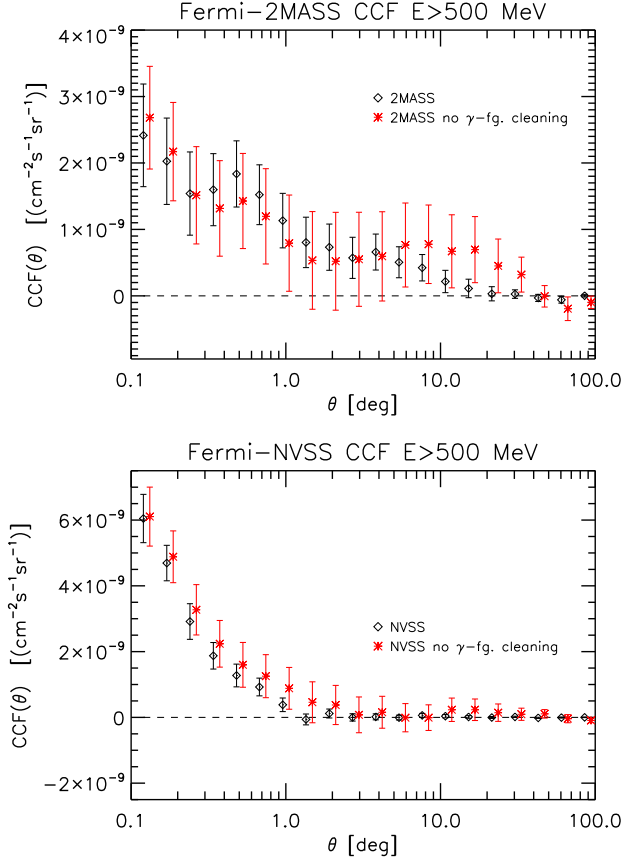 Fermi-2MASS CCF E>500 MeV
4×10⁻⁹
3×10⁻⁹
2×10⁻⁹
1×10⁻⁹
0
CCF(θ) [(cm⁻²s⁻¹sr⁻¹)]
2MASS
2MASS no γ-fg. cleaning
0.1 1.0 10.0 100.0
θ [deg]
Fermi-NVSS CCF E>500 MeV
6×10⁻⁹
4×10⁻⁹
2×10⁻⁹
0
−2×10⁻⁹
CCF(θ) [(cm⁻²s⁻¹sr⁻¹)]
NVSS
NVSS no γ-fg. cleaning
0.1 1.0 10.0 100.0
θ [deg]